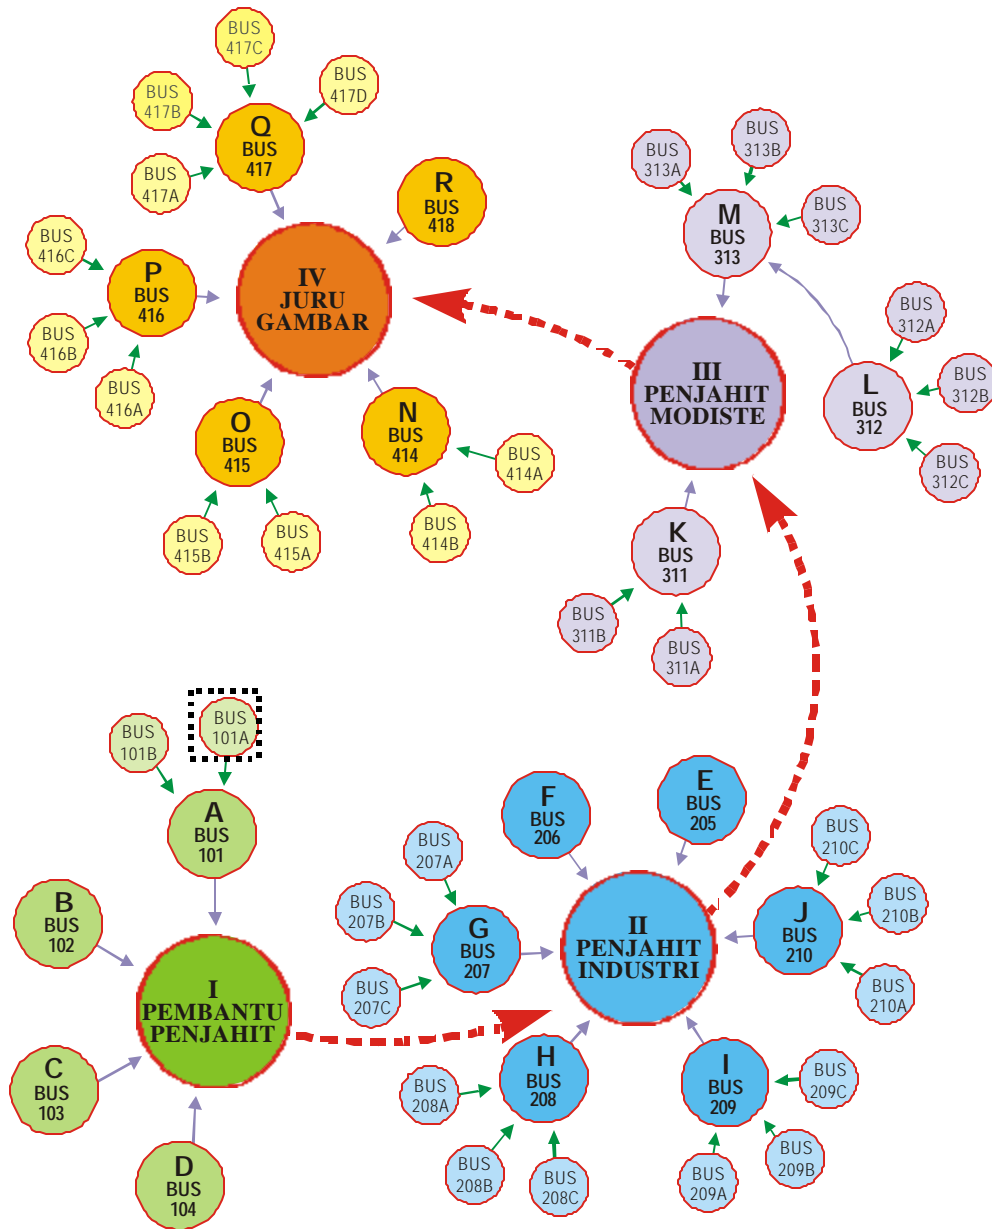 BUS
417C
BUS
417D
BUS
417B
Q
BUS
417
BUS
417A
R
BUS
418
BUS
416C
P
BUS
416
IV
JURU
GAMBAR
BUS
416B
BUS
416A
O
BUS
415
N
BUS
414
BUS
414A
BUS
415B
BUS
415A
BUS
414B
BUS
313B
BUS
313A
M
BUS
313
BUS
313C
BUS
312A
III
PENJAHIT
MODISTE
L
BUS
312
BUS
312B
BUS
312C
K
BUS
311
BUS
311B
BUS
311A
BUS
101A
BUS
101B
A
BUS
101
B
BUS
102
I
PEMBANTU
PENJAHIT
C
BUS
103
D
BUS
104
F
BUS
206
E
BUS
205
BUS
207A
BUS
210C
BUS
207B
G
BUS
207
II
PENJAHIT
INDUSTRI
J
BUS
210
BUS
210B
BUS
207C
BUS
210A
H
BUS
208
I
BUS
209
BUS
209C
BUS
208A
BUS
208B
BUS
208C
BUS
209A
BUS
209B